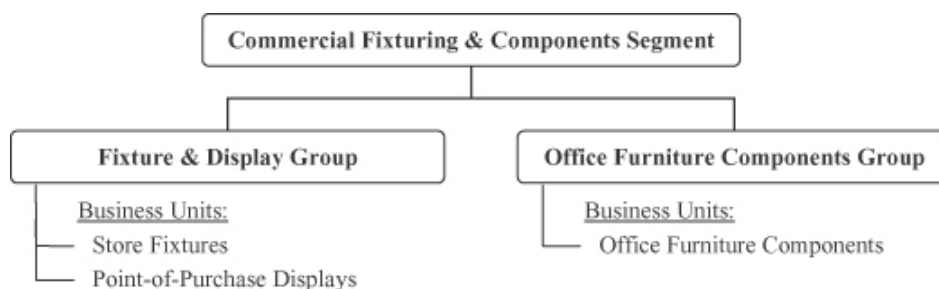 Commercial Fixturing & Components Segment
Fixture & Display Group
Business Units:
Store Fixtures
Point-of-Purchase Displays
Office Furniture Components Group
Business Units:
Office Furniture Components